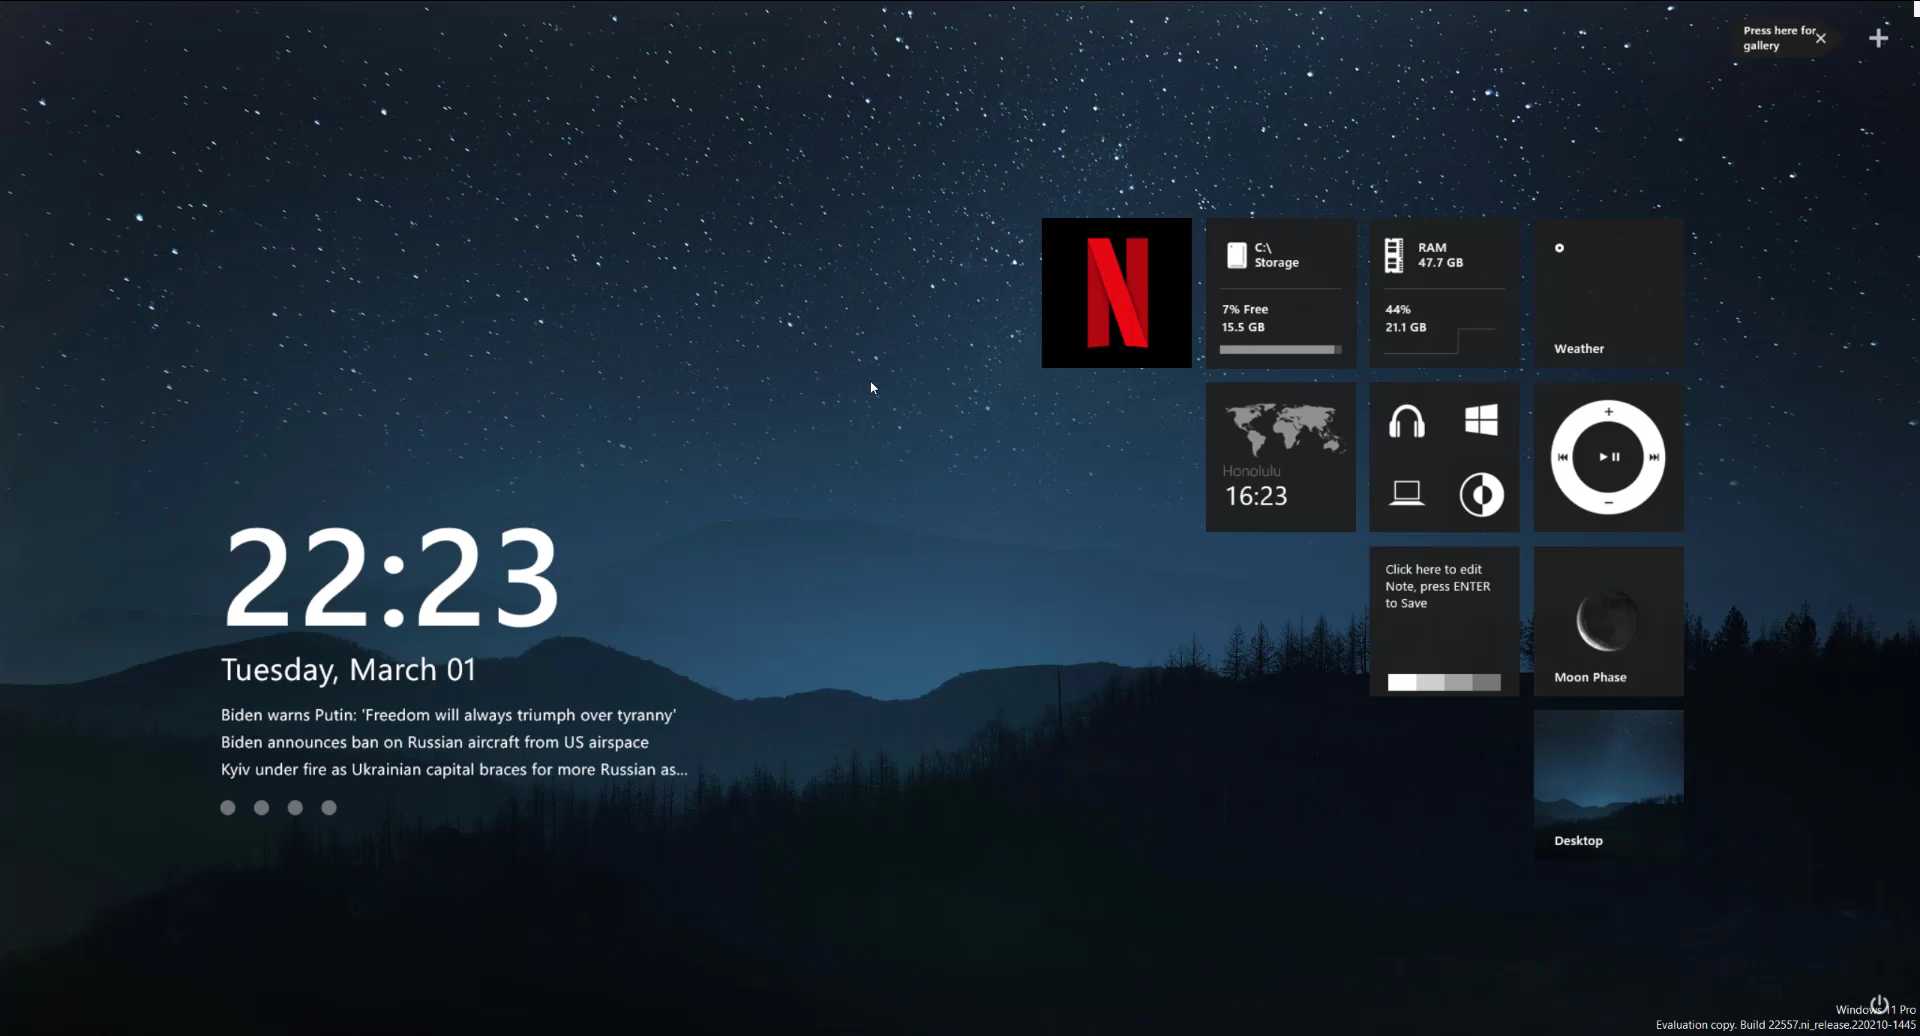 Press here for
gallery
N
C:\
Storage
7% Free
15.5 GB
RAM
47.7 GB
44%
21.1 GB
Weather
Honolulu
16:23
Click here to edit
Note, press ENTER
to Save
Moon Phase
Desktop
22:23
Tuesday, March 01
Biden warns Putin: 'Freedom will always triumph over tyranny'
Biden announces ban on Russian aircraft from US airspace
Kyiv under fire as Ukrainian capital braces for more Russian as...
Windows 11 Pro
Evaluation copy. Build 22557.ni_release.220210-1445